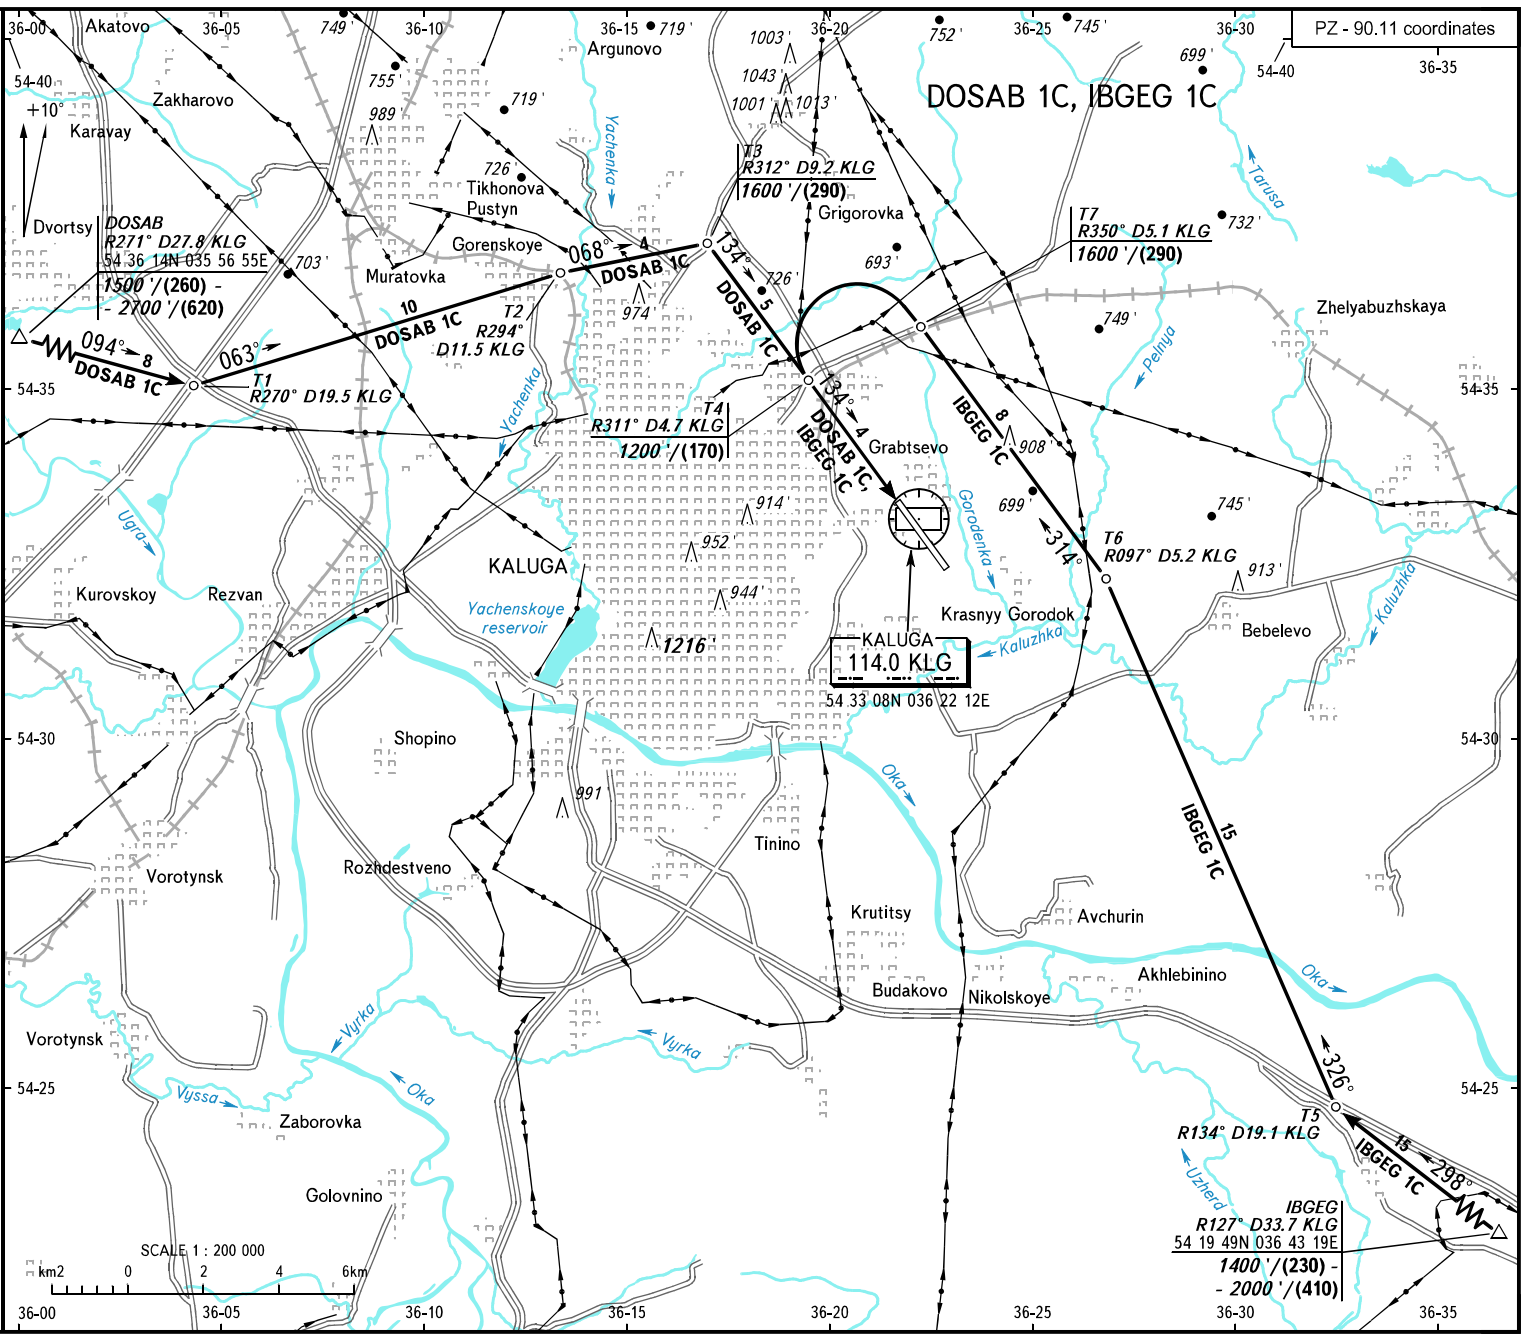 36-00
36-05
36-10
36-15
36-20
36-25
36-30
PZ - 90.11 coordinates
36-35
Akatovo
749'
719'
Argunovo
1003'
752'
745'
699'
54-40
54-40
755'
1043'
1001'
1013'
DOSAB 1C, IBGEG 1C
+10°
Zakharovo
719'
989'
Karavay
Yachenka
Tarusa
T3
R312° D9.2 KLG
1600 '/(290)
726'
Tikhonova
Pustyn
Grigorovka
T7
R350° D5.1 KLG
1600 '/(290)
732'
Dvortsy
DOSAB
R271° D27.8 KLG
54 36 14N 035 56 55E
1500 '/(260) -
- 2700 '/(620)
703'
Gorenskoye
Muratovka
068°
4
DOSAB 1C
134°
5
DOSAB 1C
726'
693'
974'
10
DOSAB 1C
T2
R294°
D11.5 KLG
749'
Zhelyabuzhskaya
Pelnya
094°
8
DOSAB 1C
063°
T1
R270° D19.5 KLG
54-35
54-35
Yachenka
T4
R311° D4.7 KLG
1200 '/(170)
134°
4
DOSAB 1C,
IBGEG 1C
Grabtsevo
8
IBGEG 1C
908'
699'
745'
914'
Ugra
952'
Gorodenka
314°
T6
R097° D5.2 KLG
KALUGA
913'
Kurovskoy
Rezvan
944'
Yachenskoye
reservoir
Krasnyy Gorodok
Kaluzhka
Bebelevo
1216'
KALUGA
114.0 KLG
54 33 08N 036 22 12E
Kaluzhka
54-30
Shopino
54-30
Oka
991'
15
IBGEG 1C
Tinino
Vorotynsk
Rozhdestveno
Krutitsy
Avchurin
Akhlebinino
Budakovo
Nikolskoye
Oka
Vorotynsk
Vyrka
Vyrka
54-25
54-25
Vyssa
Oka
326°
Zaborovka
T5
R134° D19.1 KLG
15
298°
IBGEG 1C
Uzherd
Golovnino
IBGEG
R127° D33.7 KLG
54 19 49N 036 43 19E
1400 '/(230) -
- 2000 '/(410)
SCALE 1 : 200 000
km2 0 2 4 6km
36-00
36-05
36-10
36-15
36-20
36-25
36-30
36-35